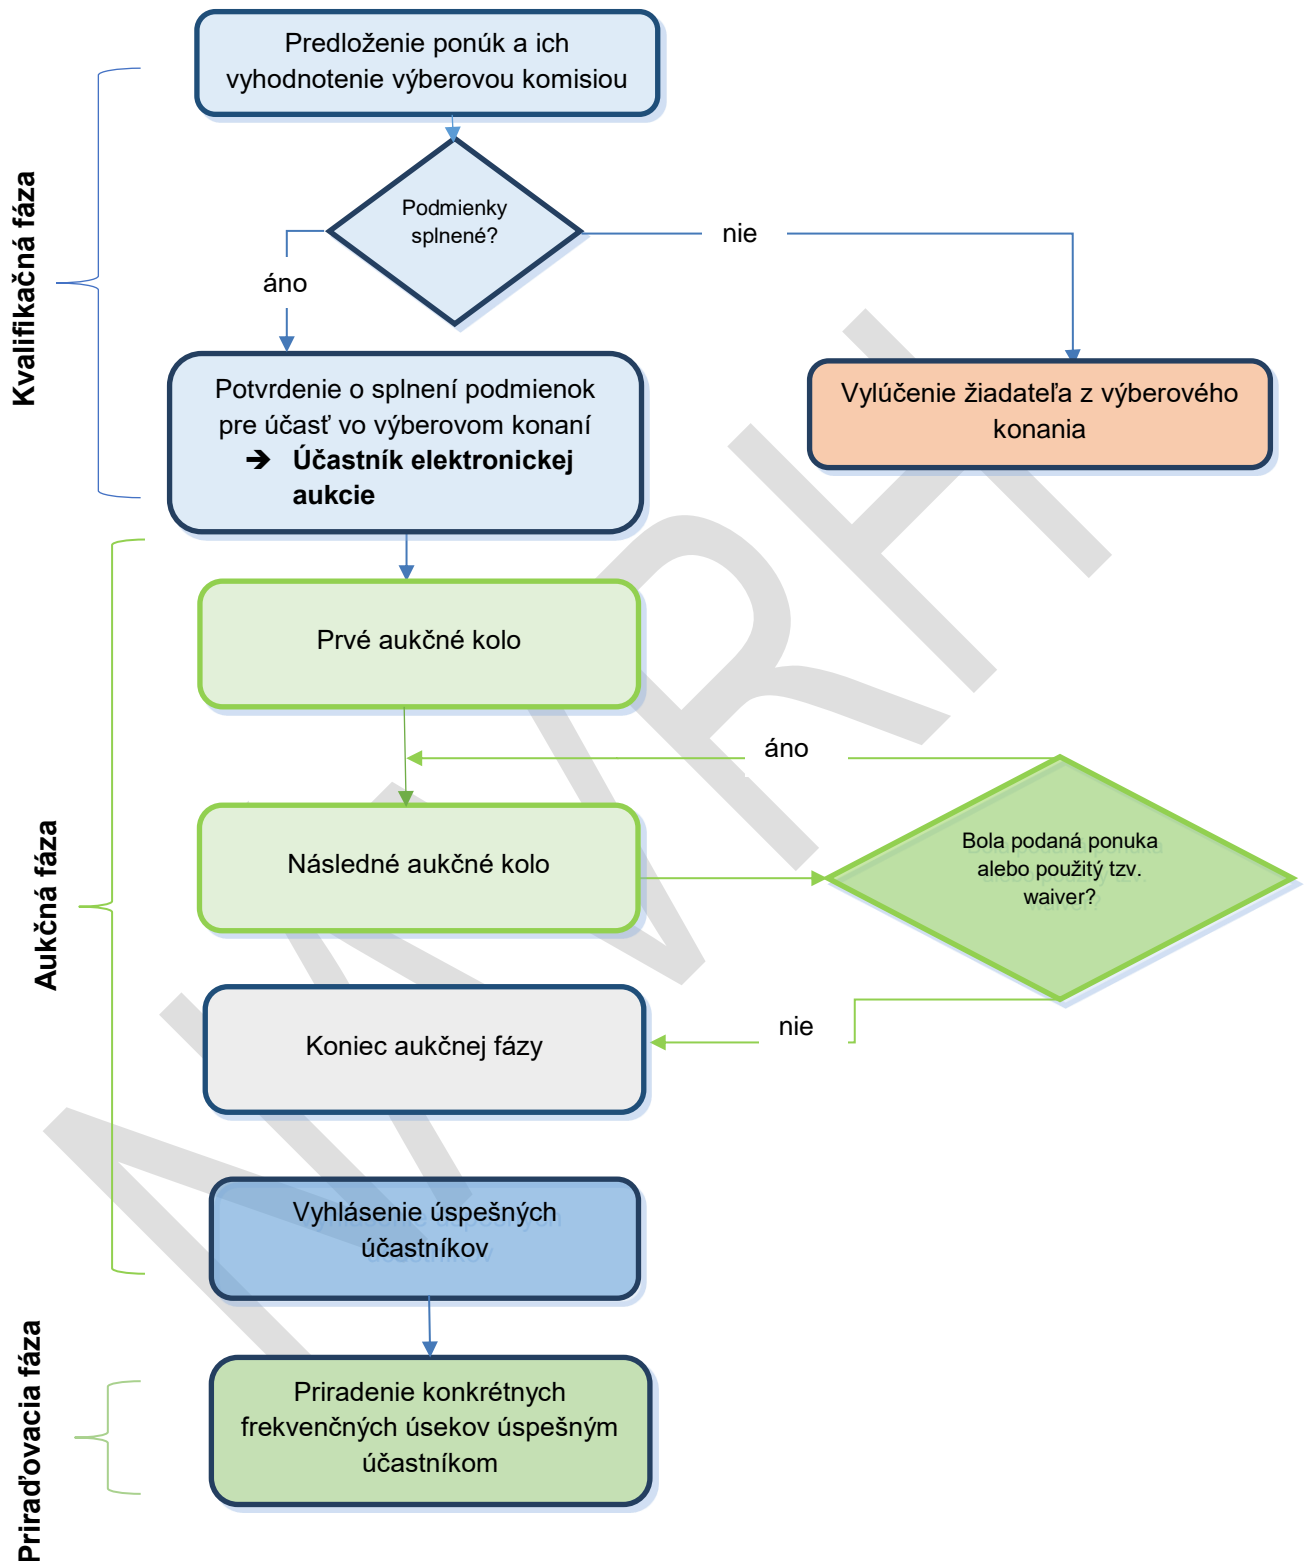 Predloženie ponúk a ich
vyhodnotenie výberovou komisiou
Kvalifikačná fáza
Podmienky
splnené?
nie
áno
Potvrdenie o splnení podmienok
pre účasť vo výberovom konaní
➔ Účastník elektronickej
aukcie
Vylúčenie žiadateľa z výberového
konania
Aukčná fáza
Prvé aukčné kolo
áno
Následné aukčné kolo
Bola podaná ponuka
alebo použitý tzv.
waiver?
nie
Koniec aukčnej fázy
Vyhlásenie úspešných
účastníkov
Priraďovacia fáza
Priradenie konkrétnych
frekvenčných úsekov úspešným
účastníkom
NÁVRH